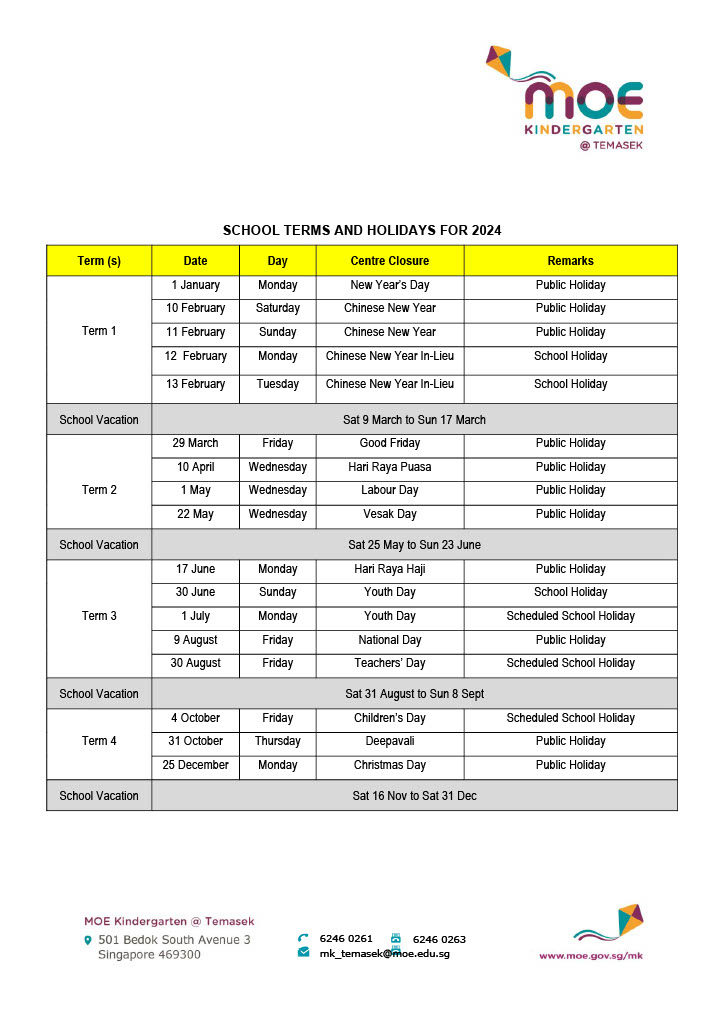 MOE
KINDERGARTEN
@ TEMASEK
SCHOOL TERMS AND HOLIDAYS FOR 2024
Term (s) Date Day Centre Closure Remarks
Term 1
1 January Monday New Year's Day Public Holiday
10 February Saturday Chinese New Year Public Holiday
11 February Sunday Chinese New Year Public Holiday
12 February Monday Chinese New Year In-Lieu School Holiday
13 February Tuesday Chinese New Year In-Lieu School Holiday
School Vacation Sat 9 March to Sun 17 March
Term 2
29 March Friday Good Friday Public Holiday
10 April Wednesday Hari Raya Puasa Public Holiday
1 May Wednesday Labour Day Public Holiday
22 May Wednesday Vesak Day Public Holiday
School Vacation Sat 25 May to Sun 23 June
Term 3
17 June Monday Hari Raya Haji Public Holiday
30 June Sunday Youth Day School Holiday
1 July Monday Youth Day Scheduled School Holiday
9 August Friday National Day Public Holiday
30 August Friday Teachers' Day Scheduled School Holiday
School Vacation Sat 31 August to Sun 8 Sept
Term 4
4 October Friday Children's Day Scheduled School Holiday
31 October Thursday Deepavali Public Holiday
25 December Monday Christmas Day Public Holiday
School Vacation Sat 16 Nov to Sat 31 Dec
MOE Kindergarten @ Temasek
501 Bedok South Avenue 3
Singapore 469300
6246 0261 6246 0263
mk_temasek@moe.edu.sg
www.moe.gov.sg/mk